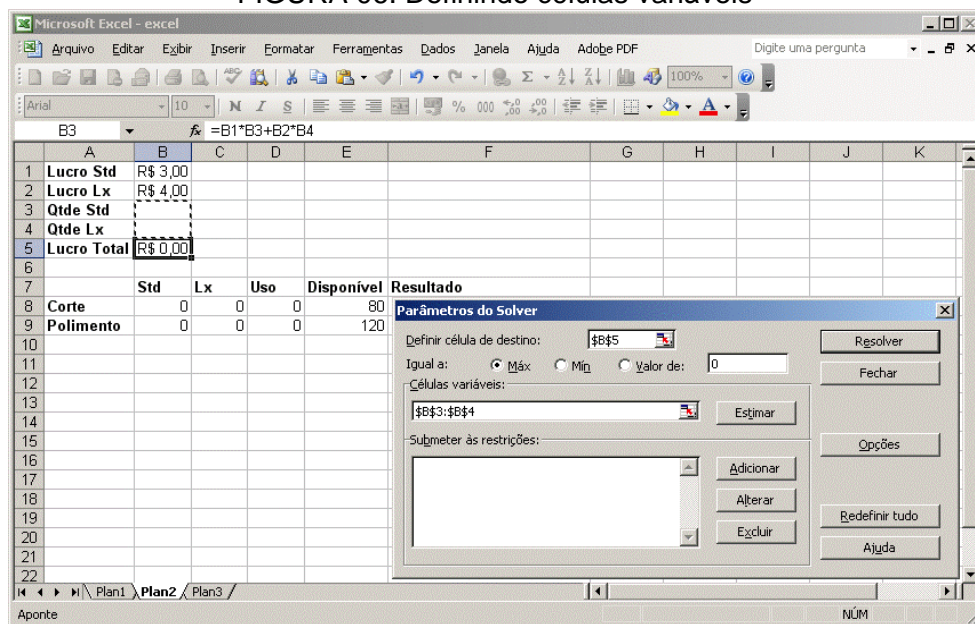 FIGURA 06: Definindo células variáveis
Microsoft Excel - excel
Arquivo Editar Exibir Inserir Formatar Ferramentas Dados Janela Ajuda Adobe PDF Digite uma pergunta
100%
Arial 10 N I S % 000
B3 fx =B1*B3+B2*B4
A B C D E F G H I J K
1 Lucro Std R$ 3,00
2 Lucro Lx R$ 4,00
3 Qtde Std
4 Qtde Lx
5 Lucro Total R$ 0,00
6
7 Std Lx Uso Disponível Resultado
8 Corte 0 0 0 80
9 Polimento 0 0 0 120
10
11
12
13
14
15
16
17
18
19
20
21
22
Parâmetros do Solver
Definir célula de destino: $B$5 Resolver
Igual a: Máx Mín Valor de: 0 Fechar
Células variáveis:
$B$3:$B$4 Estimar
Submeter às restrições: Opções
Adicionar
Alterar
Redefinir tudo
Excluir
Ajuda
Plan1 Plan2 Plan3
Aponte NÚM